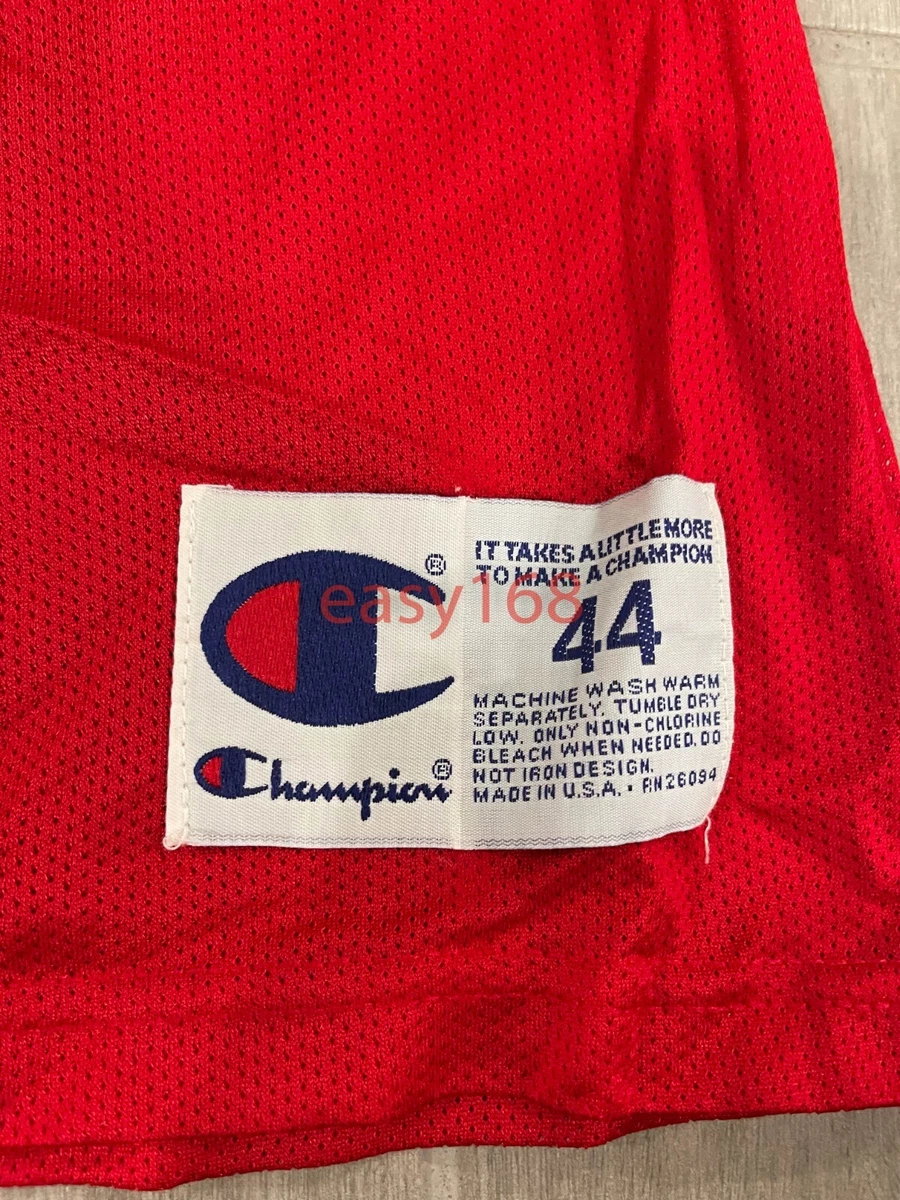 IT TAKES A LITTLE MORE
TO MAKE A CHAMPION
easy168
44
MACHINE WASH WARM
SEPARATELY, TUMBLE DRY
LOW. ONLY NON-CHLORINE
BLEACH WHEN NEEDED. DO
NOT IRON DESIGN.
MADE IN U.S.A. • RN26094
®
Champion®